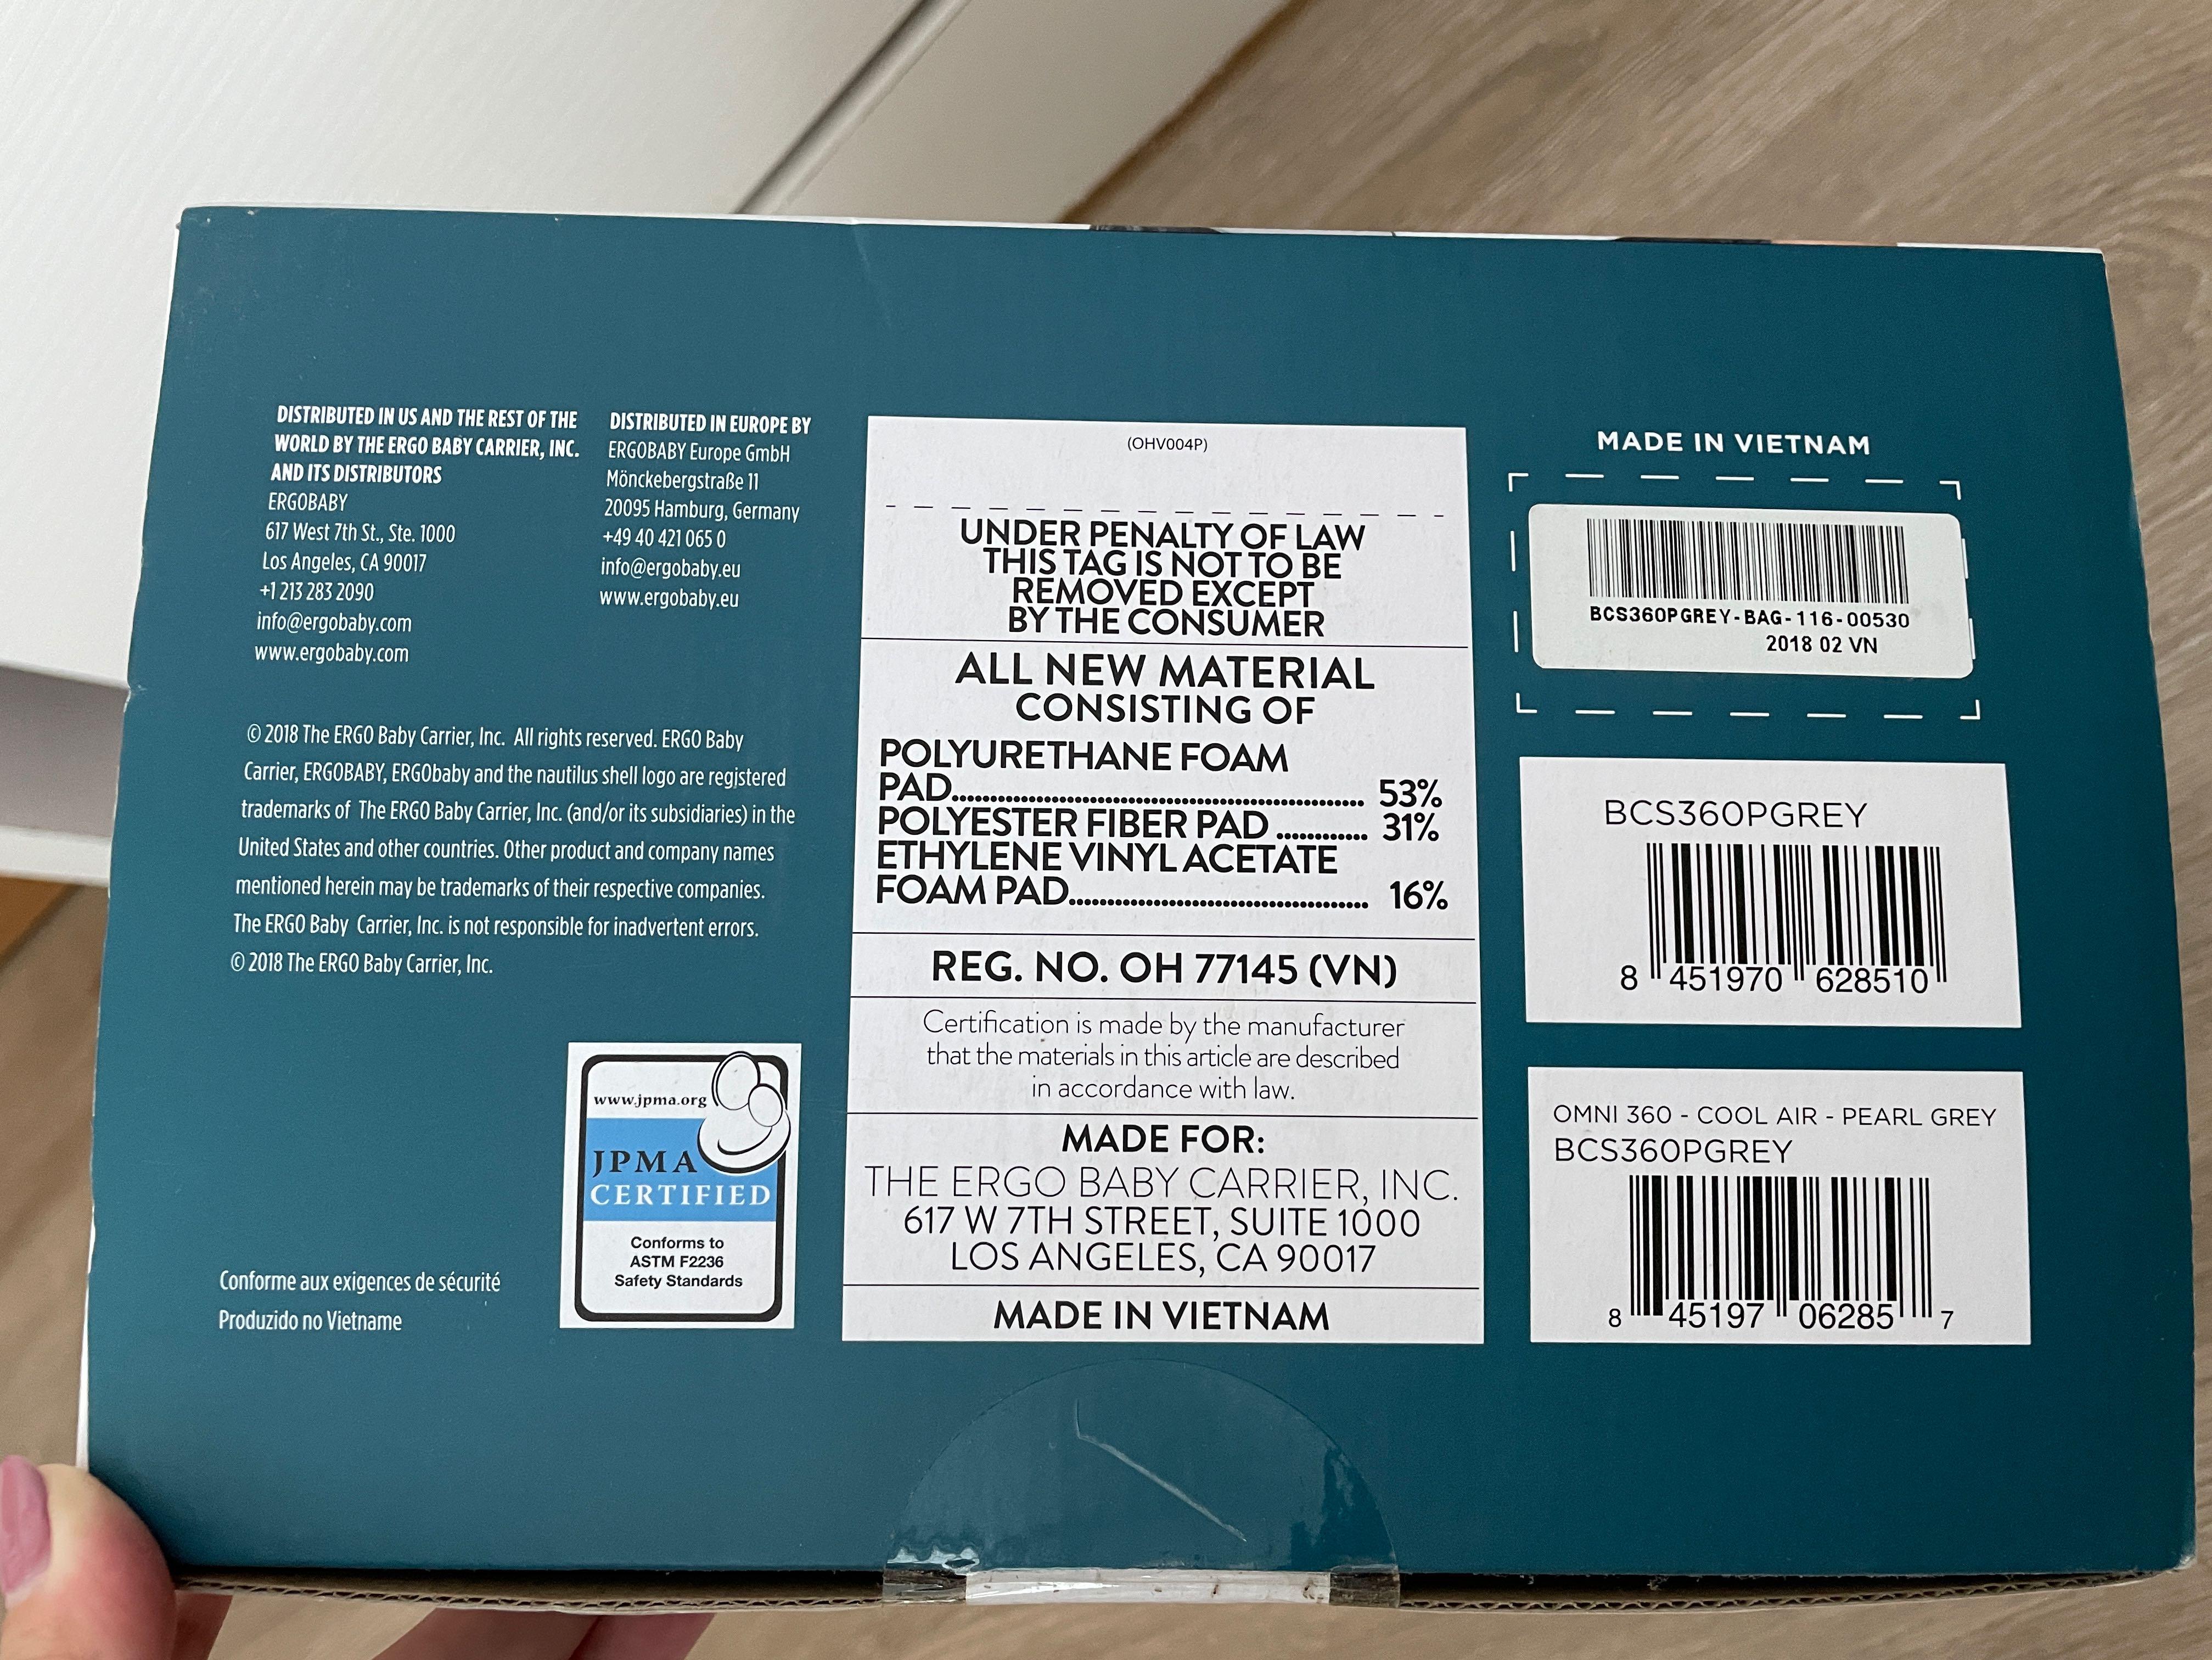 DISTRIBUTED IN US AND THE REST OF THE
WORLD BY THE ERGO BABY CARRIER, INC.
AND ITS DISTRIBUTORS
ERGOBABY
617 West 7th St., Ste. 1000
Los Angeles, CA 90017
+1 213 283 2090
info@ergobaby.com
www.ergobaby.com
DISTRIBUTED IN EUROPE BY
ERGOBABY Europe GmbH
Mönckebergstraße 11
20095 Hamburg, Germany
+49 40 421 065 0
info@ergobaby.eu
www.ergobaby.eu
© 2018 The ERGO Baby Carrier, Inc. All rights reserved. ERGO Baby
Carrier, ERGOBABY, ERGObaby and the nautilus shell logo are registered
trademarks of The ERGO Baby Carrier, Inc. (and/or its subsidiaries) in the
United States and other countries. Other product and company names
mentioned herein may be trademarks of their respective companies.
The ERGO Baby Carrier, Inc. is not responsible for inadvertent errors.
© 2018 The ERGO Baby Carrier, Inc.
www.jpma.org
JPMA
CERTIFIED
Conforms to
ASTM F2236
Safety Standards
Conforme aux exigences de sécurité
Produzido no Vietname
(OHV004P)
UNDER PENALTY OF LAW
THIS TAG IS NOT TO BE
REMOVED EXCEPT
BY THE CONSUMER
ALL NEW MATERIAL
CONSISTING OF
POLYURETHANE FOAM
PAD............................................... 53%
POLYESTER FIBER PAD ............. 31%
ETHYLENE VINYL ACETATE
FOAM PAD....................................... 16%
REG. NO. OH 77145 (VN)
Certification is made by the manufacturer
that the materials in this article are described
in accordance with law.
MADE FOR:
THE ERGO BABY CARRIER, INC.
617 W 7TH STREET, SUITE 1000
LOS ANGELES, CA 90017
MADE IN VIETNAM
MADE IN VIETNAM
BCS360PGREY-BAG-116-00530
2018 02 VN
BCS360PGREY
8 451970 628510
OMNI 360 - COOL AIR - PEARL GREY
BCS360PGREY
8 45197 06285 7